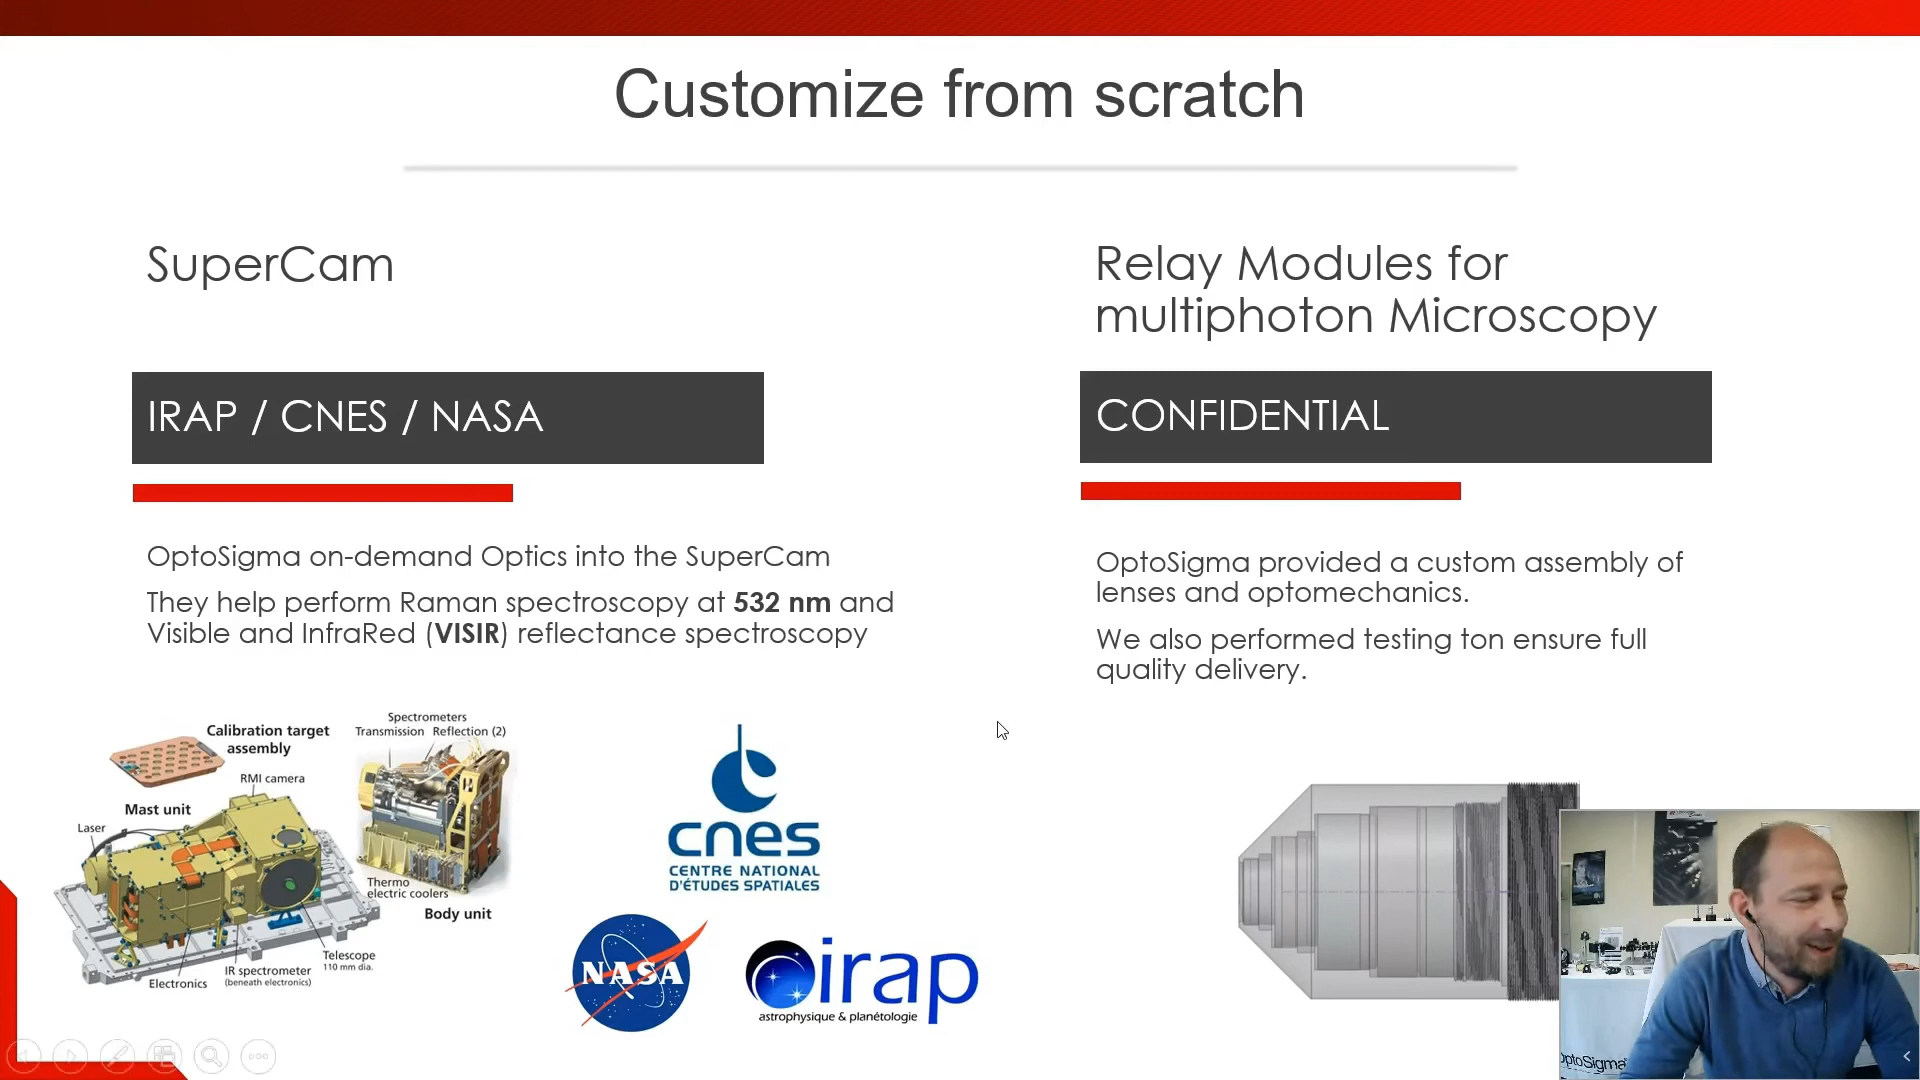 Customize from scratch
SuperCam
IRAP / CNES / NASA
OptoSigma on-demand Optics into the SuperCam
They help perform Raman spectroscopy at 532 nm and
Visible and InfraRed (VISIR) reflectance spectroscopy
Calibration target
assembly
RMI camera
Mast unit
Laser
Spectrometers
Transmission Reflection (2)
Thermo
electric coolers
Body unit
Telescope
110 mm dia.
IR spectrometer
(beneath electronics)
Electronics
cnes
CENTRE NATIONAL
D'ÉTUDES SPATIALES
NASA
irap
astrophysique & planétologie
Relay Modules for
multiphoton Microscopy
CONFIDENTIAL
OptoSigma provided a custom assembly of
lenses and optomechanics.
We also performed testing ton ensure full
quality delivery.
OptoSigma